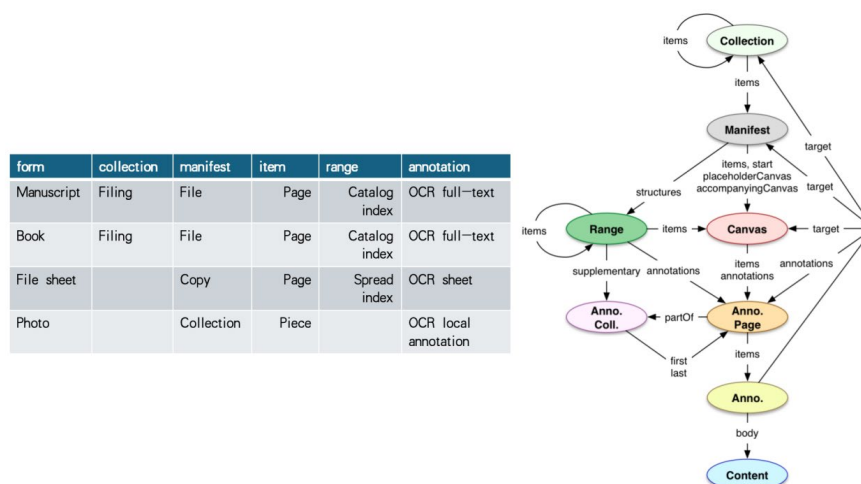 form collection manifest item range annotation
Manuscript Filing File Page Catalog OCR full-text
index
Book Filing File Page Catalog OCR full-text
index
File sheet Copy Page Spread OCR sheet
index
Photo Collection Piece OCR local
annotation
items Collection
items
Manifest
target
items, start
placeholderCanvas
accompanyingCanvas
target
structures
items Range items Canvas target
supplementary annotations items
annotations
annotations
Anno.
Coll.
partOf
Anno.
Page
first
last
items
Anno.
body
Content